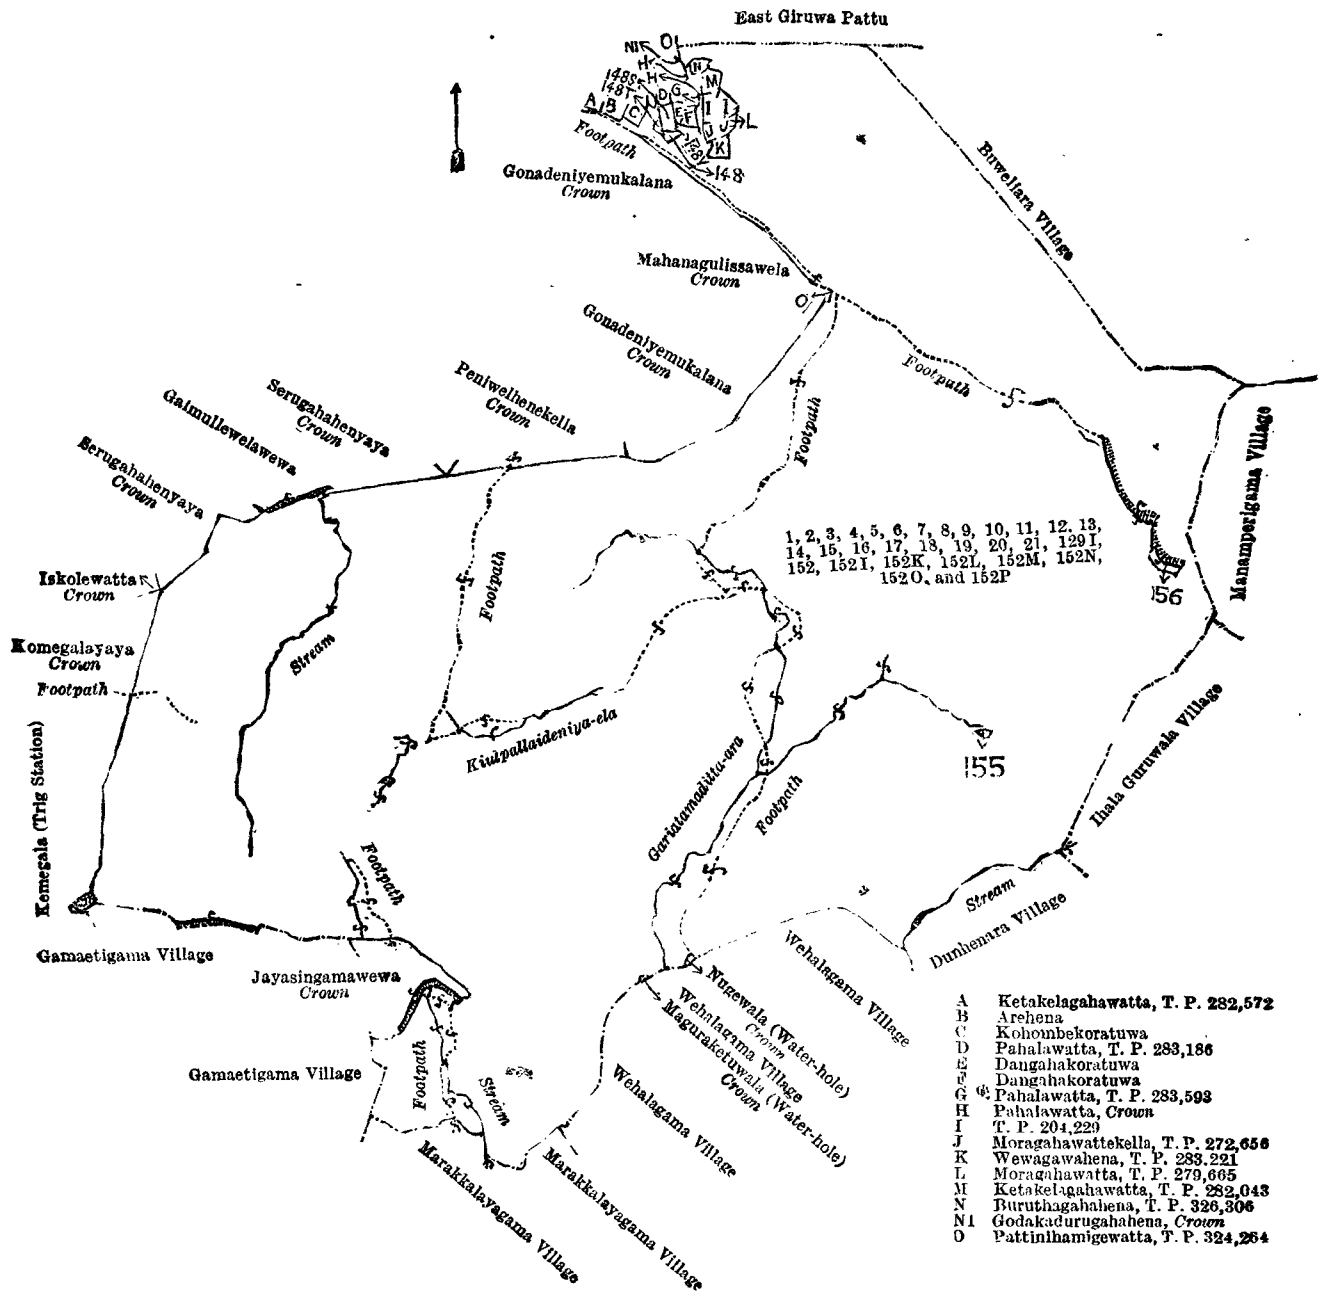 East Giruwa Pattu
N1
O
H
N
H
M
148S
148T
D
G
A
B
C
E
F
I
I
J
J
L
K
148V
148
Footpath
Gonadeniyemukalana
Crown
Buwellara Village
Mahanagulissawela
Crown
O
Gonadeniyemukalana
Crown
Footpath
Peniwelhenekella
Crown
Serugahahenyaya
Crown
Gaimullewelawewa
Serugahahenyaya
Crown
Footpath
Manamperigama Village
1, 2, 3, 4, 5, 6, 7, 8, 9, 10, 11, 12. 13,
14, 15, 16, 17, 18, 19, 20, 21, 129I,
152, 152I, 152K, 152L, 152M, 152N,
152O, and 152P
156
Iskolewatta
Crown
Footpath
Stream
Komegalayaya
Crown
Footpath
Kiulpallaideniya-ela
Gariatamaditta-ara
Footpath
155
Ihala Guruwala Village
Kemegala (Trig Station)
Footpath
Stream
Dunhenara Village
Gamaetigama Village
Jayasingamawewa
Crown
Wehalagama Village
Nugewala (Water-hole)
Crown
Wehalagama Village
Maguraketuwala (Water-hole)
Crown
Wehalagama Village
Gamaetigama Village
Footpath
Stream
Marakkalayagama Village
Marakkalayagama Village
A Ketakelagahawatta, T. P. 282,572
B Arehena
C Kohombekoratuwa
D Pahalawatta, T. P. 283,186
E Dangahakoratuwa
F Dangahakoratuwa
G Pahalawatta, T. P. 283,593
H Pahalawatta, Crown
I T. P. 204,229
J Moragahawattekella, T. P. 272,656
K Wewagawahena, T. P. 283,221
L Moragahawatta, T. P. 279,665
M Ketakelagahawatta, T. P. 282,043
N Buruthagahahena, T. P. 326,306
N1 Godakadurugahahena, Crown
O Pattinihamigewatta, T. P. 324,264